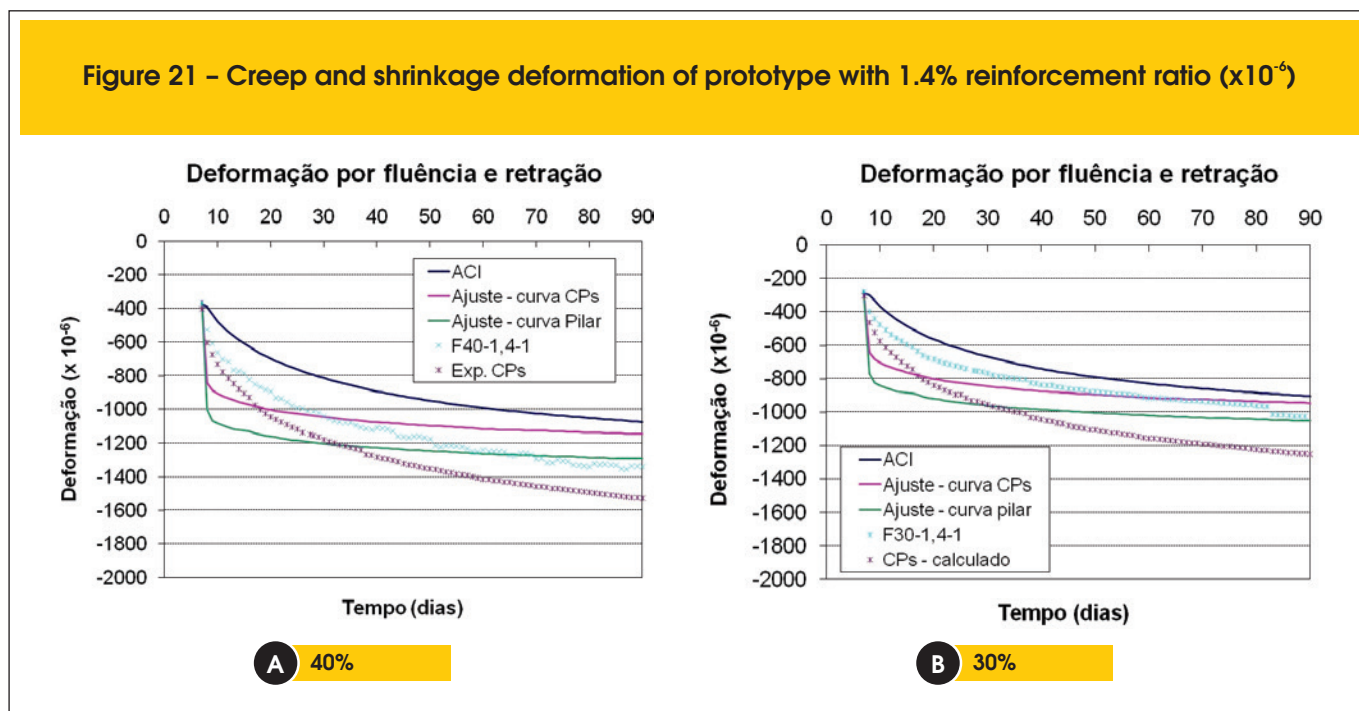 Figure 21 – Creep and shrinkage deformation of prototype with 1.4% reinforcement ratio (x10⁻⁶)
Deformação por fluência e retração
0 10 20 30 40 50 60 70 80 90
0
-200
-400
-600
-800
-1000
-1200
-1400
-1600
-1800
-2000
Deformação (x 10⁻⁶)
ACI
Ajuste - curva CPs
Ajuste - curva Pilar
F40-1,4-1
Exp. CPs
Tempo (dias)
A 40%
Deformação por fluência e retração
0 10 20 30 40 50 60 70 80 90
0
-200
-400
-600
-800
-1000
-1200
-1400
-1600
-1800
-2000
Deformação (x10⁻⁶)
ACI
Ajuste - curva CPs
Ajuste - curva pilar
F30-1,4-1
CPs - calculado
Tempo (dias)
B 30%